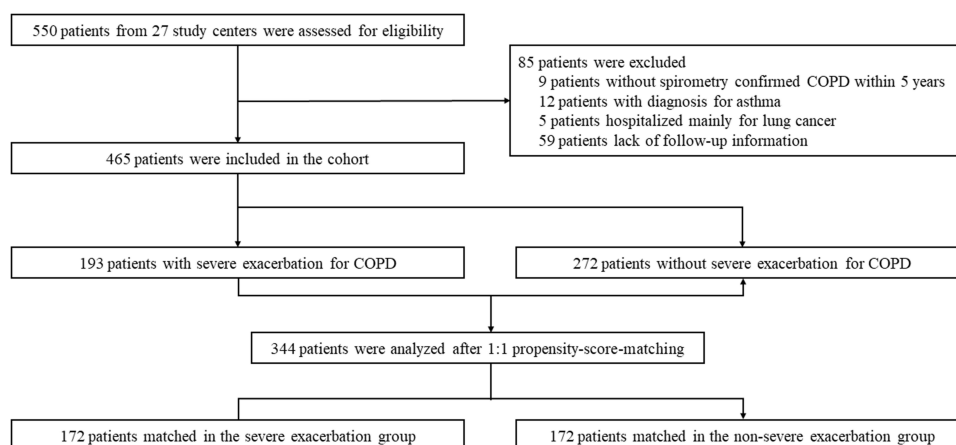 550 patients from 27 study centers were assessed for eligibility
85 patients were excluded
9 patients without spirometry confirmed COPD within 5 years
12 patients with diagnosis for asthma
5 patients hospitalized mainly for lung cancer
59 patients lack of follow-up information
465 patients were included in the cohort
193 patients with severe exacerbation for COPD
272 patients without severe exacerbation for COPD
344 patients were analyzed after 1:1 propensity-score-matching
172 patients matched in the severe exacerbation group
172 patients matched in the non-severe exacerbation group